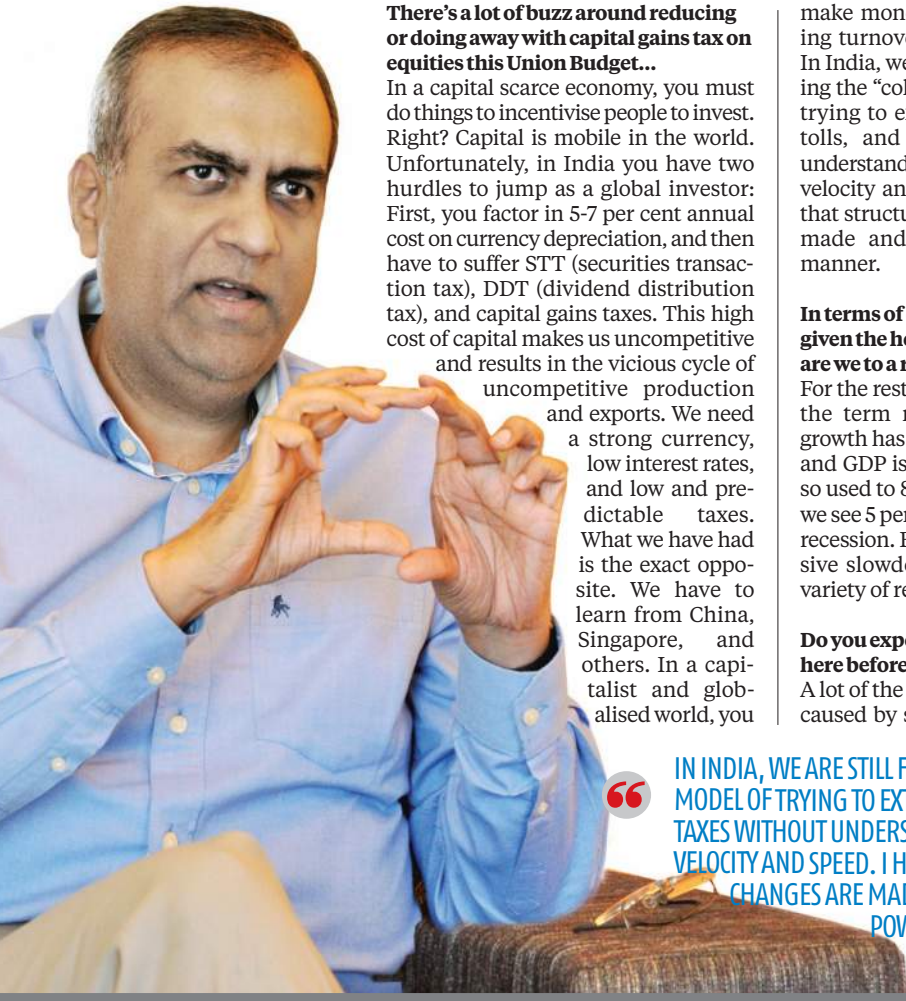 There's a lot of buzz around reducing
or doing away with capital gains tax on
equities this Union Budget...
In a capital scarce economy, you must
do things to incentivise people to invest.
Right? Capital is mobile in the world.
Unfortunately, in India you have two
hurdles to jump as a global investor:
First, you factor in 5-7 per cent annual
cost on currency depreciation, and then
have to suffer STT (securities transac-
tion tax), DDT (dividend distribution
tax), and capital gains taxes. This high
cost of capital makes us uncompetitive
and results in the vicious cycle of
uncompetitive production
and exports. We need
a strong currency,
low interest rates,
and low and pre-
dictable taxes.
What we have had
is the exact oppo-
site. We have to
learn from China,
Singapore, and
others. In a capi-
talist and glob-
alised world, you
make mon
ing turnove
In India, we
ing the “col
trying to e
tolls, and
understand
velocity an
that structu
made and
manner.
In terms of
given the h
are we to a r
For the rest
the term
growth has
and GDP is
so used to 8
we see 5 per
recession.
sive slowd
variety of re
Do you exp
here before
A lot of the
caused by s
“
IN INDIA, WE ARE STILL F
MODEL OF TRYING TO EXT
TAXES WITHOUT UNDERS
VELOCITY AND SPEED. I H
CHANGES ARE MAD
POW